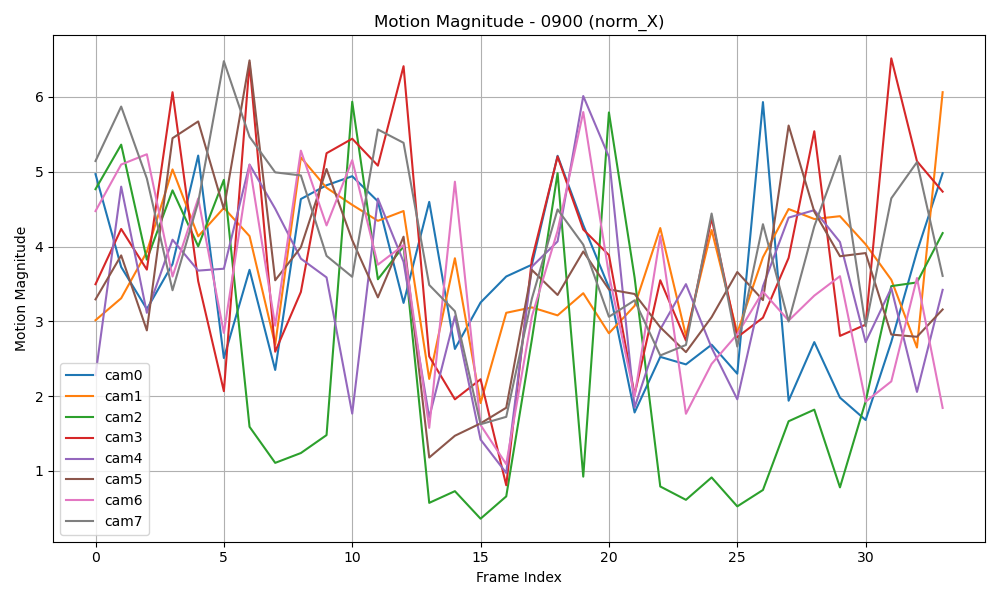 Motion Magnitude - 0900 (norm_X)
Motion Magnitude
6
5
4
3
2
1
cam0
cam1
cam2
cam3
cam4
cam5
cam6
cam7
0 5 10 15 20 25 30
Frame Index